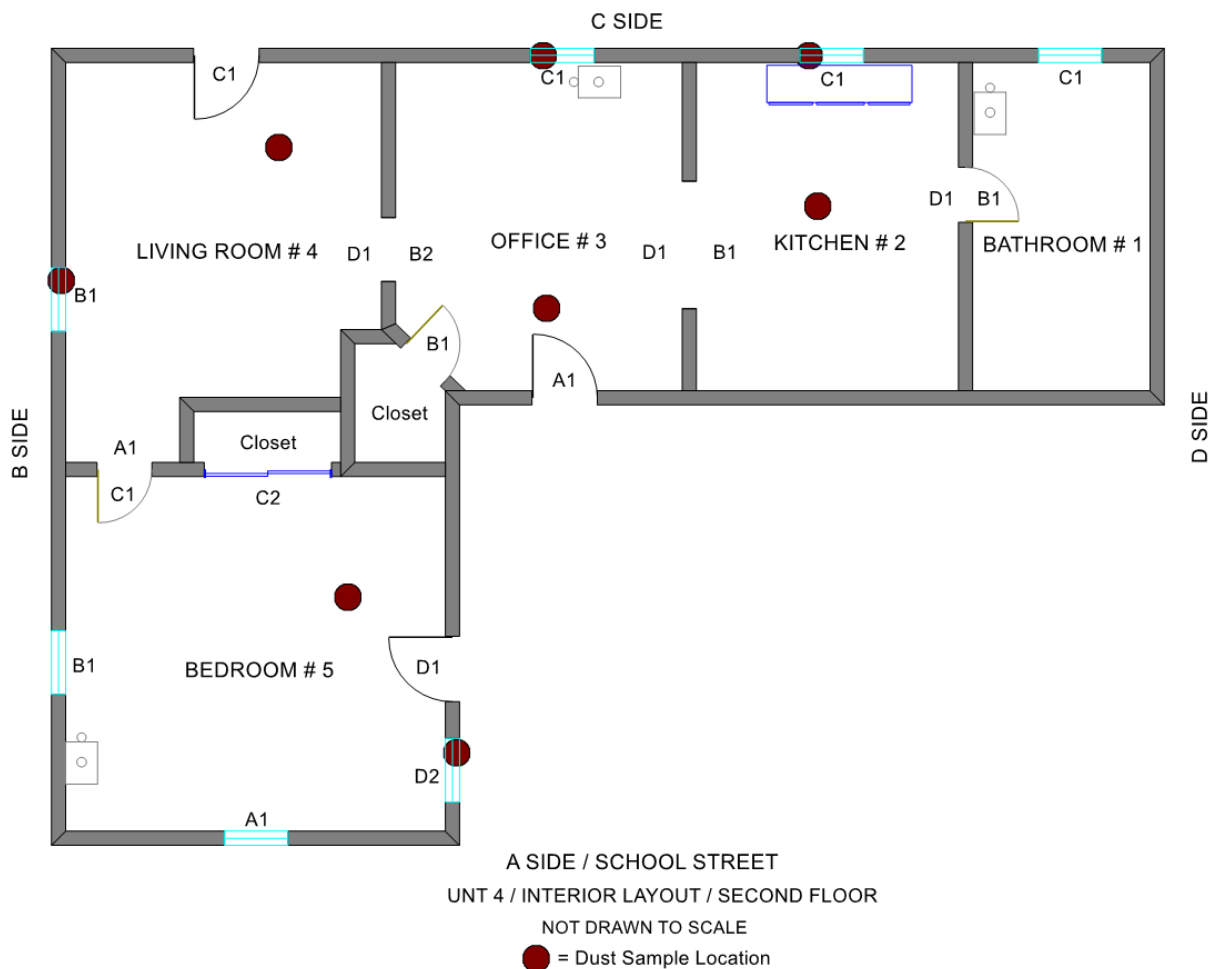 C SIDE
C1
C1
C1
C1
LIVING ROOM # 4
D1
B2
OFFICE # 3
D1
B1
KITCHEN # 2
D1
B1
BATHROOM # 1
B1
B1
A1
Closet
Closet
A1
C1
C2
B SIDE
D SIDE
B1
BEDROOM # 5
D1
D2
A1
A SIDE / SCHOOL STREET
UNT 4 / INTERIOR LAYOUT / SECOND FLOOR
NOT DRAWN TO SCALE
= Dust Sample Location